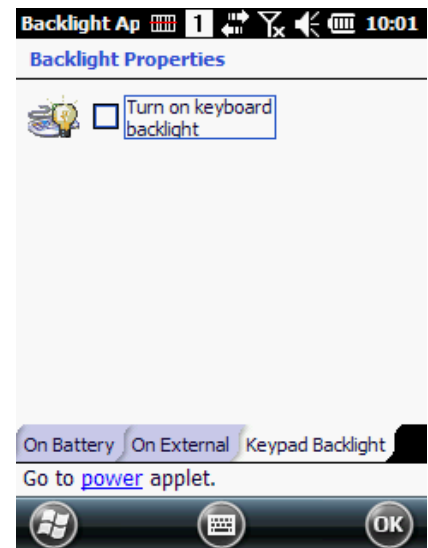 Backlight Ap 1 10:01
Backlight Properties
Turn on keyboard
backlight
On Battery On External Keypad Backlight
Go to power applet.
OK